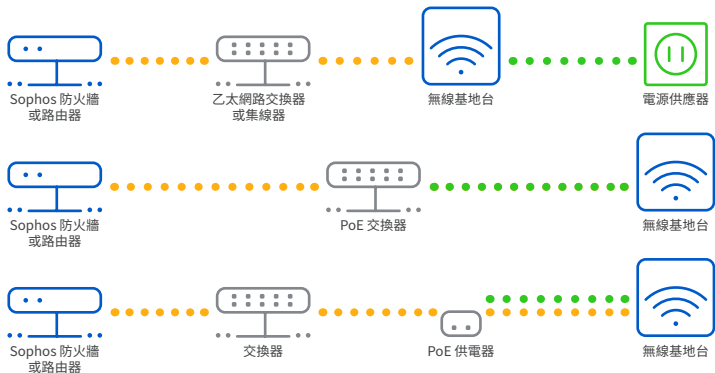 Sophos 防火牆
或路由器
乙太網路交換器
或集線器
無線基地台
電源供應器
Sophos 防火牆
或路由器
PoE 交換器
無線基地台
Sophos 防火牆
或路由器
交換器
PoE 供電器
無線基地台